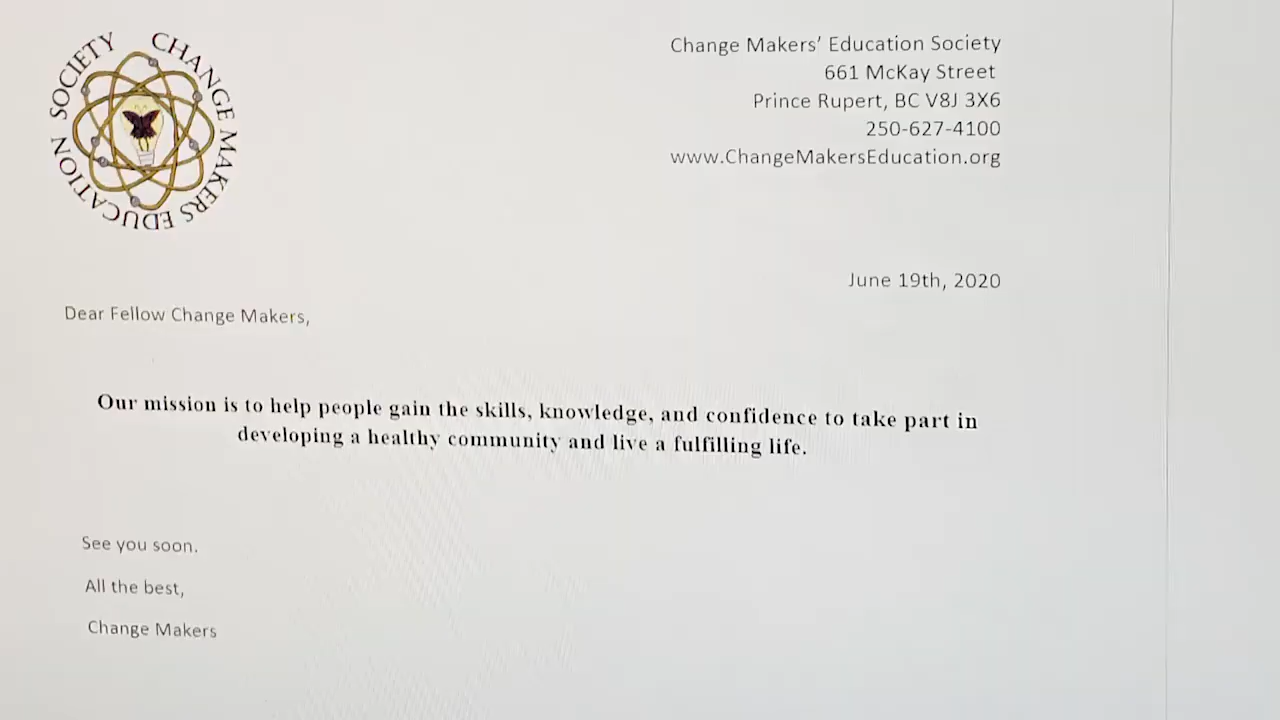 CHANGE MAKERS EDUCATION SOCIETY
Change Makers' Education Society
661 McKay Street
Prince Rupert, BC V8J 3X6
250-627-4100
www.ChangeMakersEducation.org
June 19th, 2020
Dear Fellow Change Makers,
Our mission is to help people gain the skills, knowledge, and confidence to take part in
developing a healthy community and live a fulfilling life.
See you soon.
All the best,
Change Makers